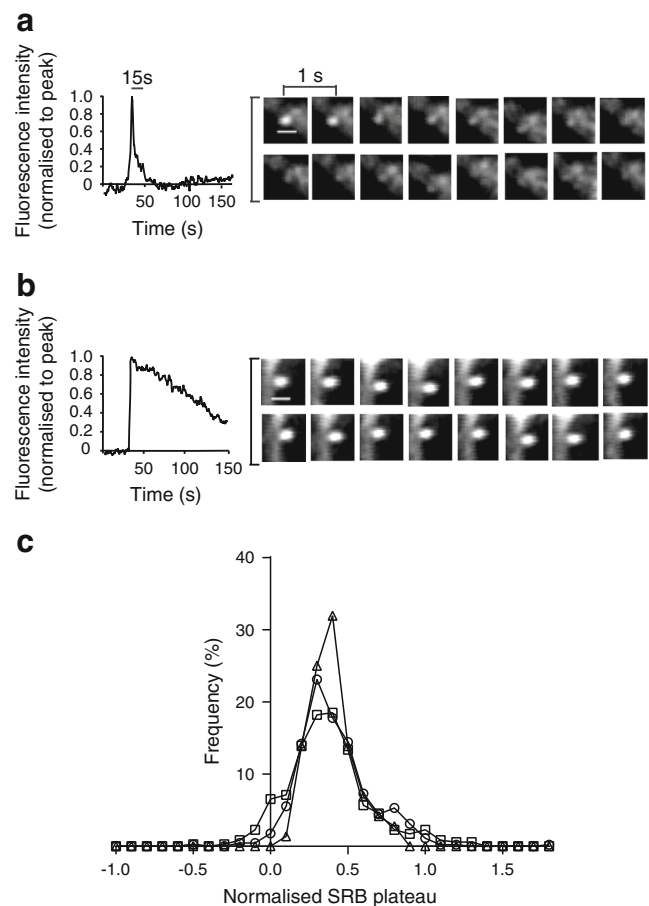 a
Fluorescence intensity
(normalised to peak)
15s
1 s
1.0
0.8
0.6
0.4
0.2
0
50 100 150
Time (s)
b
Fluorescence intensity
(normalised to peak)
1.0
0.8
0.6
0.4
0.2
0
50 100 150
Time (s)
c
Frequency (%)
40
30
20
10
-1.0 -0.5 0.0 0.5 1.0 1.5
Normalised SRB plateau